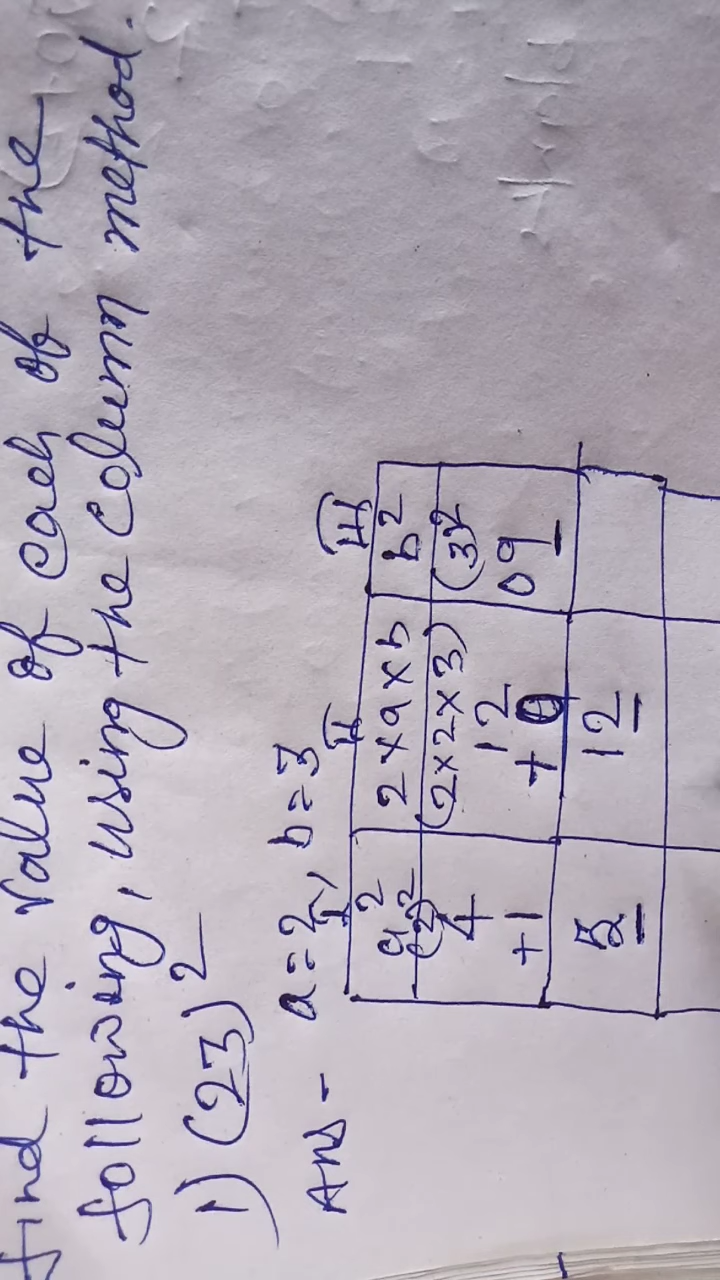 find the value of each of the
following, using the column method.
1) (23)²
Ans - a=2, b=3
I II III
a² 2×a×b b²
(2)² (2×2×3) (3)²
4 12 09
+1 +0
5 12